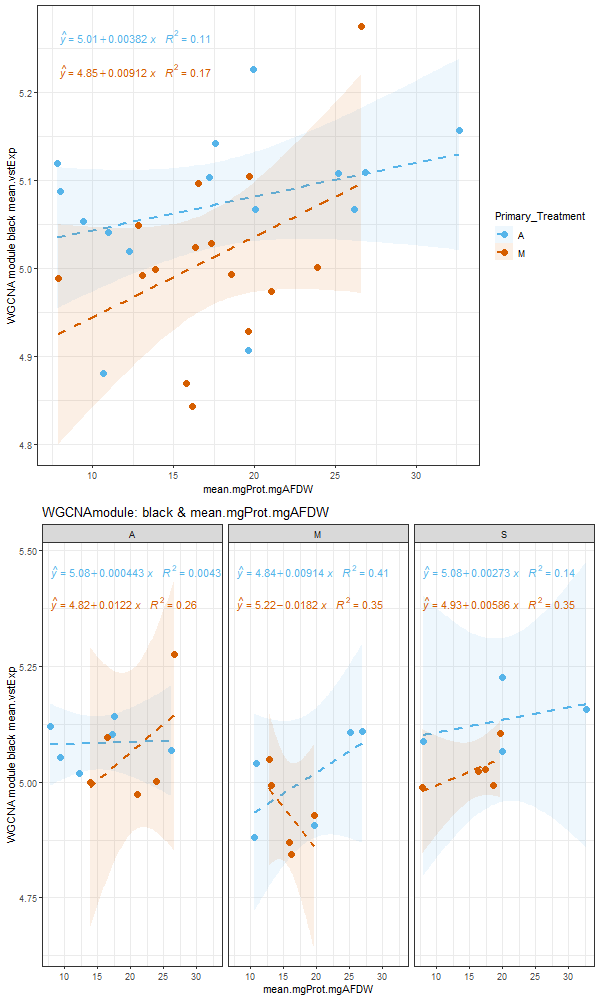 ŷ = 5.01 + 0.00382 x R² = 0.11
ŷ = 4.85 + 0.00912 x R² = 0.17
5.2
5.1
5.0
4.9
4.8
WGCNA module black mean.vstExp
10 15 20 25 30
mean.mgProt.mgAFDW
Primary_Treatment
A
M
WGCNAmodule: black & mean.mgProt.mgAFDW
A M S
ŷ = 5.08 + 0.000443 x R² = 0.0043
ŷ = 4.82 + 0.0122 x R² = 0.26
ŷ = 4.84 + 0.00914 x R² = 0.41
ŷ = 5.22 − 0.0182 x R² = 0.35
ŷ = 5.08 + 0.00273 x R² = 0.14
ŷ = 4.93 + 0.00586 x R² = 0.35
5.50
5.25
5.00
4.75
WGCNA module black mean.vstExp
10 15 20 25 30 10 15 20 25 30 10 15 20 25 30
mean.mgProt.mgAFDW